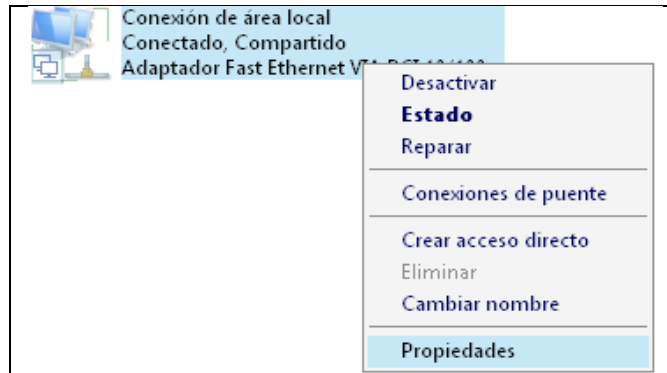 Conexión de área local
Conectado, Compartido
Adaptador Fast Ethernet
Desactivar
Estado
Reparar
Conexiones de puente
Crear acceso directo
Eliminar
Cambiar nombre
Propiedades